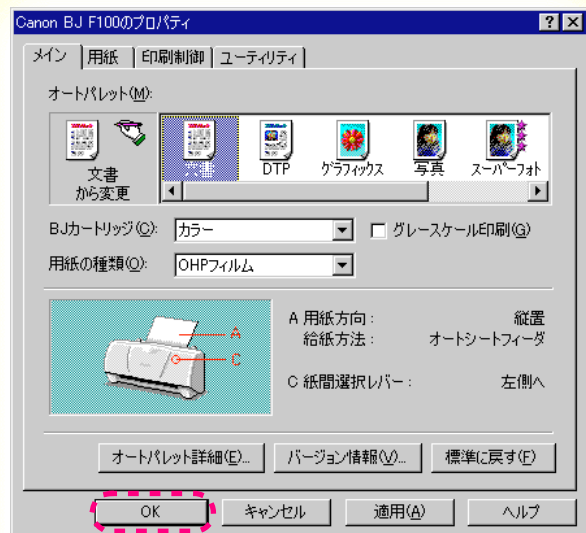 Canon BJ F100のプロパティ
メイン 用紙 印刷制御 ユーティリティ
オートパレット(M):
文書
から変更
文書 DTP グラフィックス 写真 スーパーフォト
BJカートリッジ(C): カラー グレースケール印刷(G)
用紙の種類(O): OHPフィルム
A
C
A 用紙方向: 縦置
給紙方法: オートシートフィーダ
C 紙間選択レバー: 左側へ
オートパレット詳細(E)... バージョン情報(V)... 標準に戻す(F)
OK キャンセル 適用(A) ヘルプ